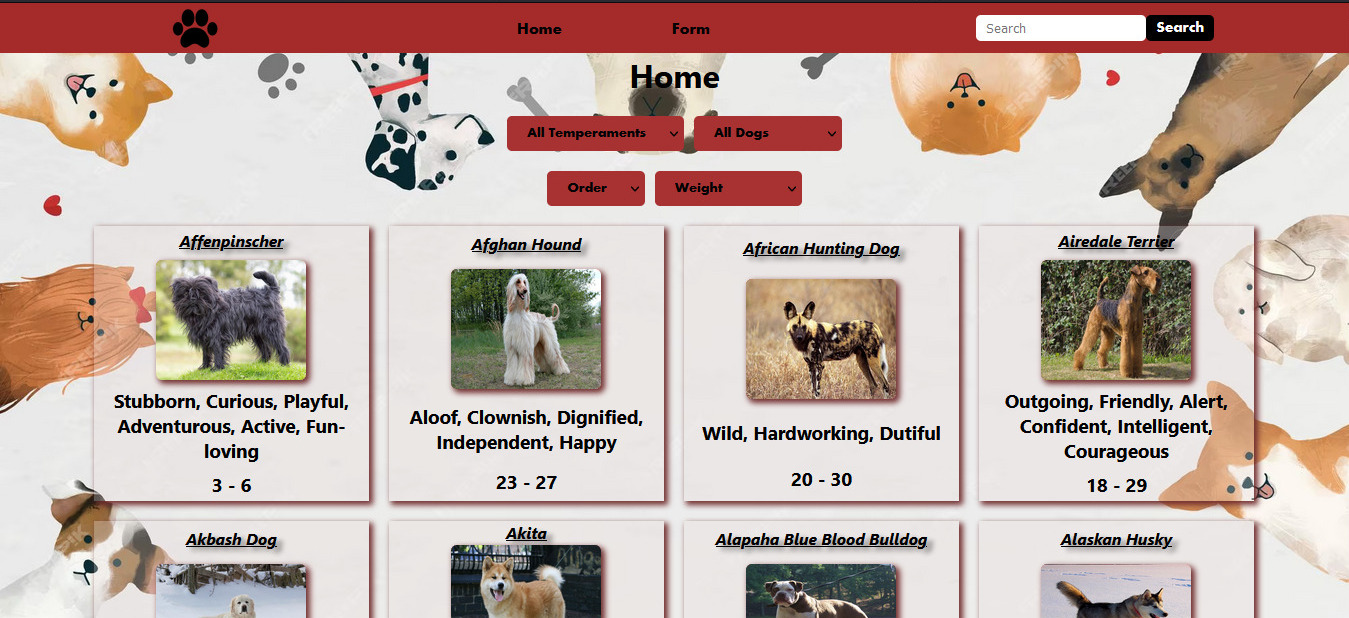 Home
Form
Search
Search
Home
All Temperaments
All Dogs
Order
Weight
Affenpinscher
Afghan Hound
African Hunting Dog
Airedale Terrier
Stubborn, Curious, Playful,
Adventurous, Active, Fun-
loving
3 - 6
Aloof, Clownish, Dignified,
Independent, Happy
23 - 27
Wild, Hardworking, Dutiful
20 - 30
Outgoing, Friendly, Alert,
Confident, Intelligent,
Courageous
18 - 29
Akbash Dog
Akita
Alapaha Blue Blood Bulldog
Alaskan Husky